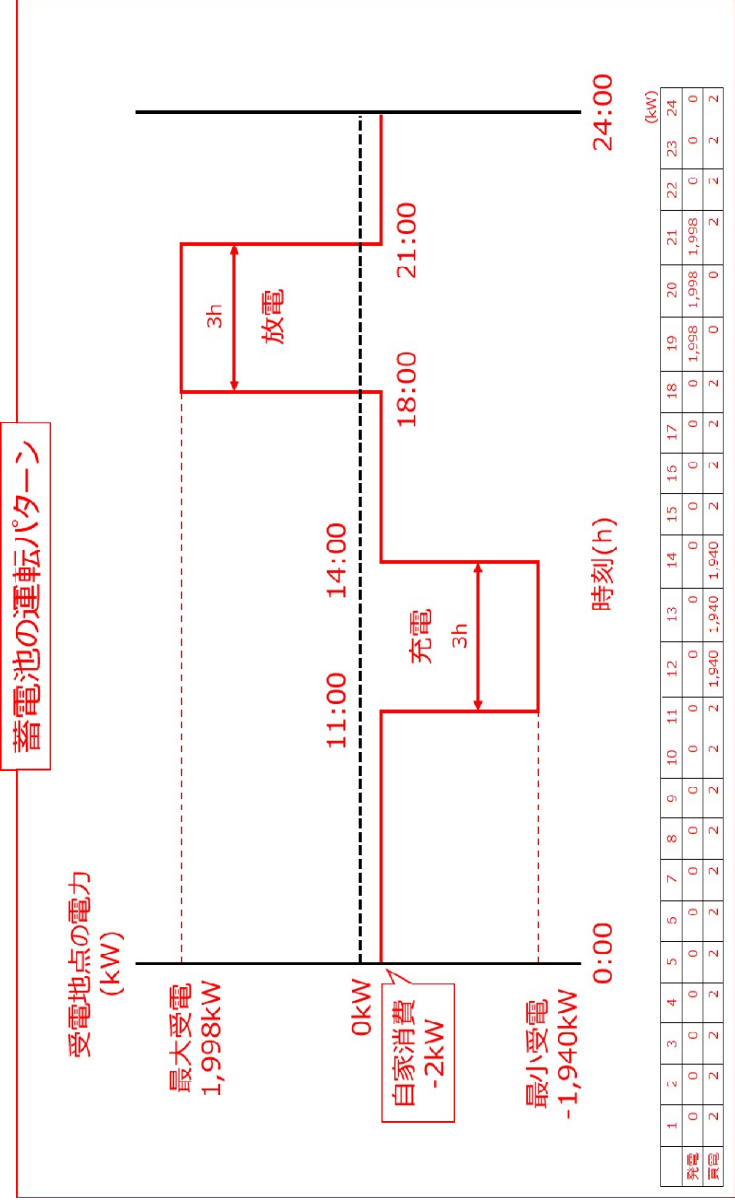 蓄電池の運転パターン
受電地点の電力
(kW)
最大受電
1,998kW
3h
放電
0kW
11:00
14:00
18:00
21:00
自家消費
-2kW
充電
3h
最小受電
-1,940kW
0:00
時刻(h)
24:00
(kW)
1 2 3 4 5 6 7 8 9 10 11 12 13 14 15 16 17 18 19 20 21 22 23 24
発電 0 0 0 0 0 0 0 0 0 0 0 0 0 0 0 0 0 0 1,998 1,998 1,998 0 0 0
買電 2 2 2 2 2 2 2 2 2 2 2 1,940 1,940 1,940 2 2 2 2 0 0 2 2 2 2